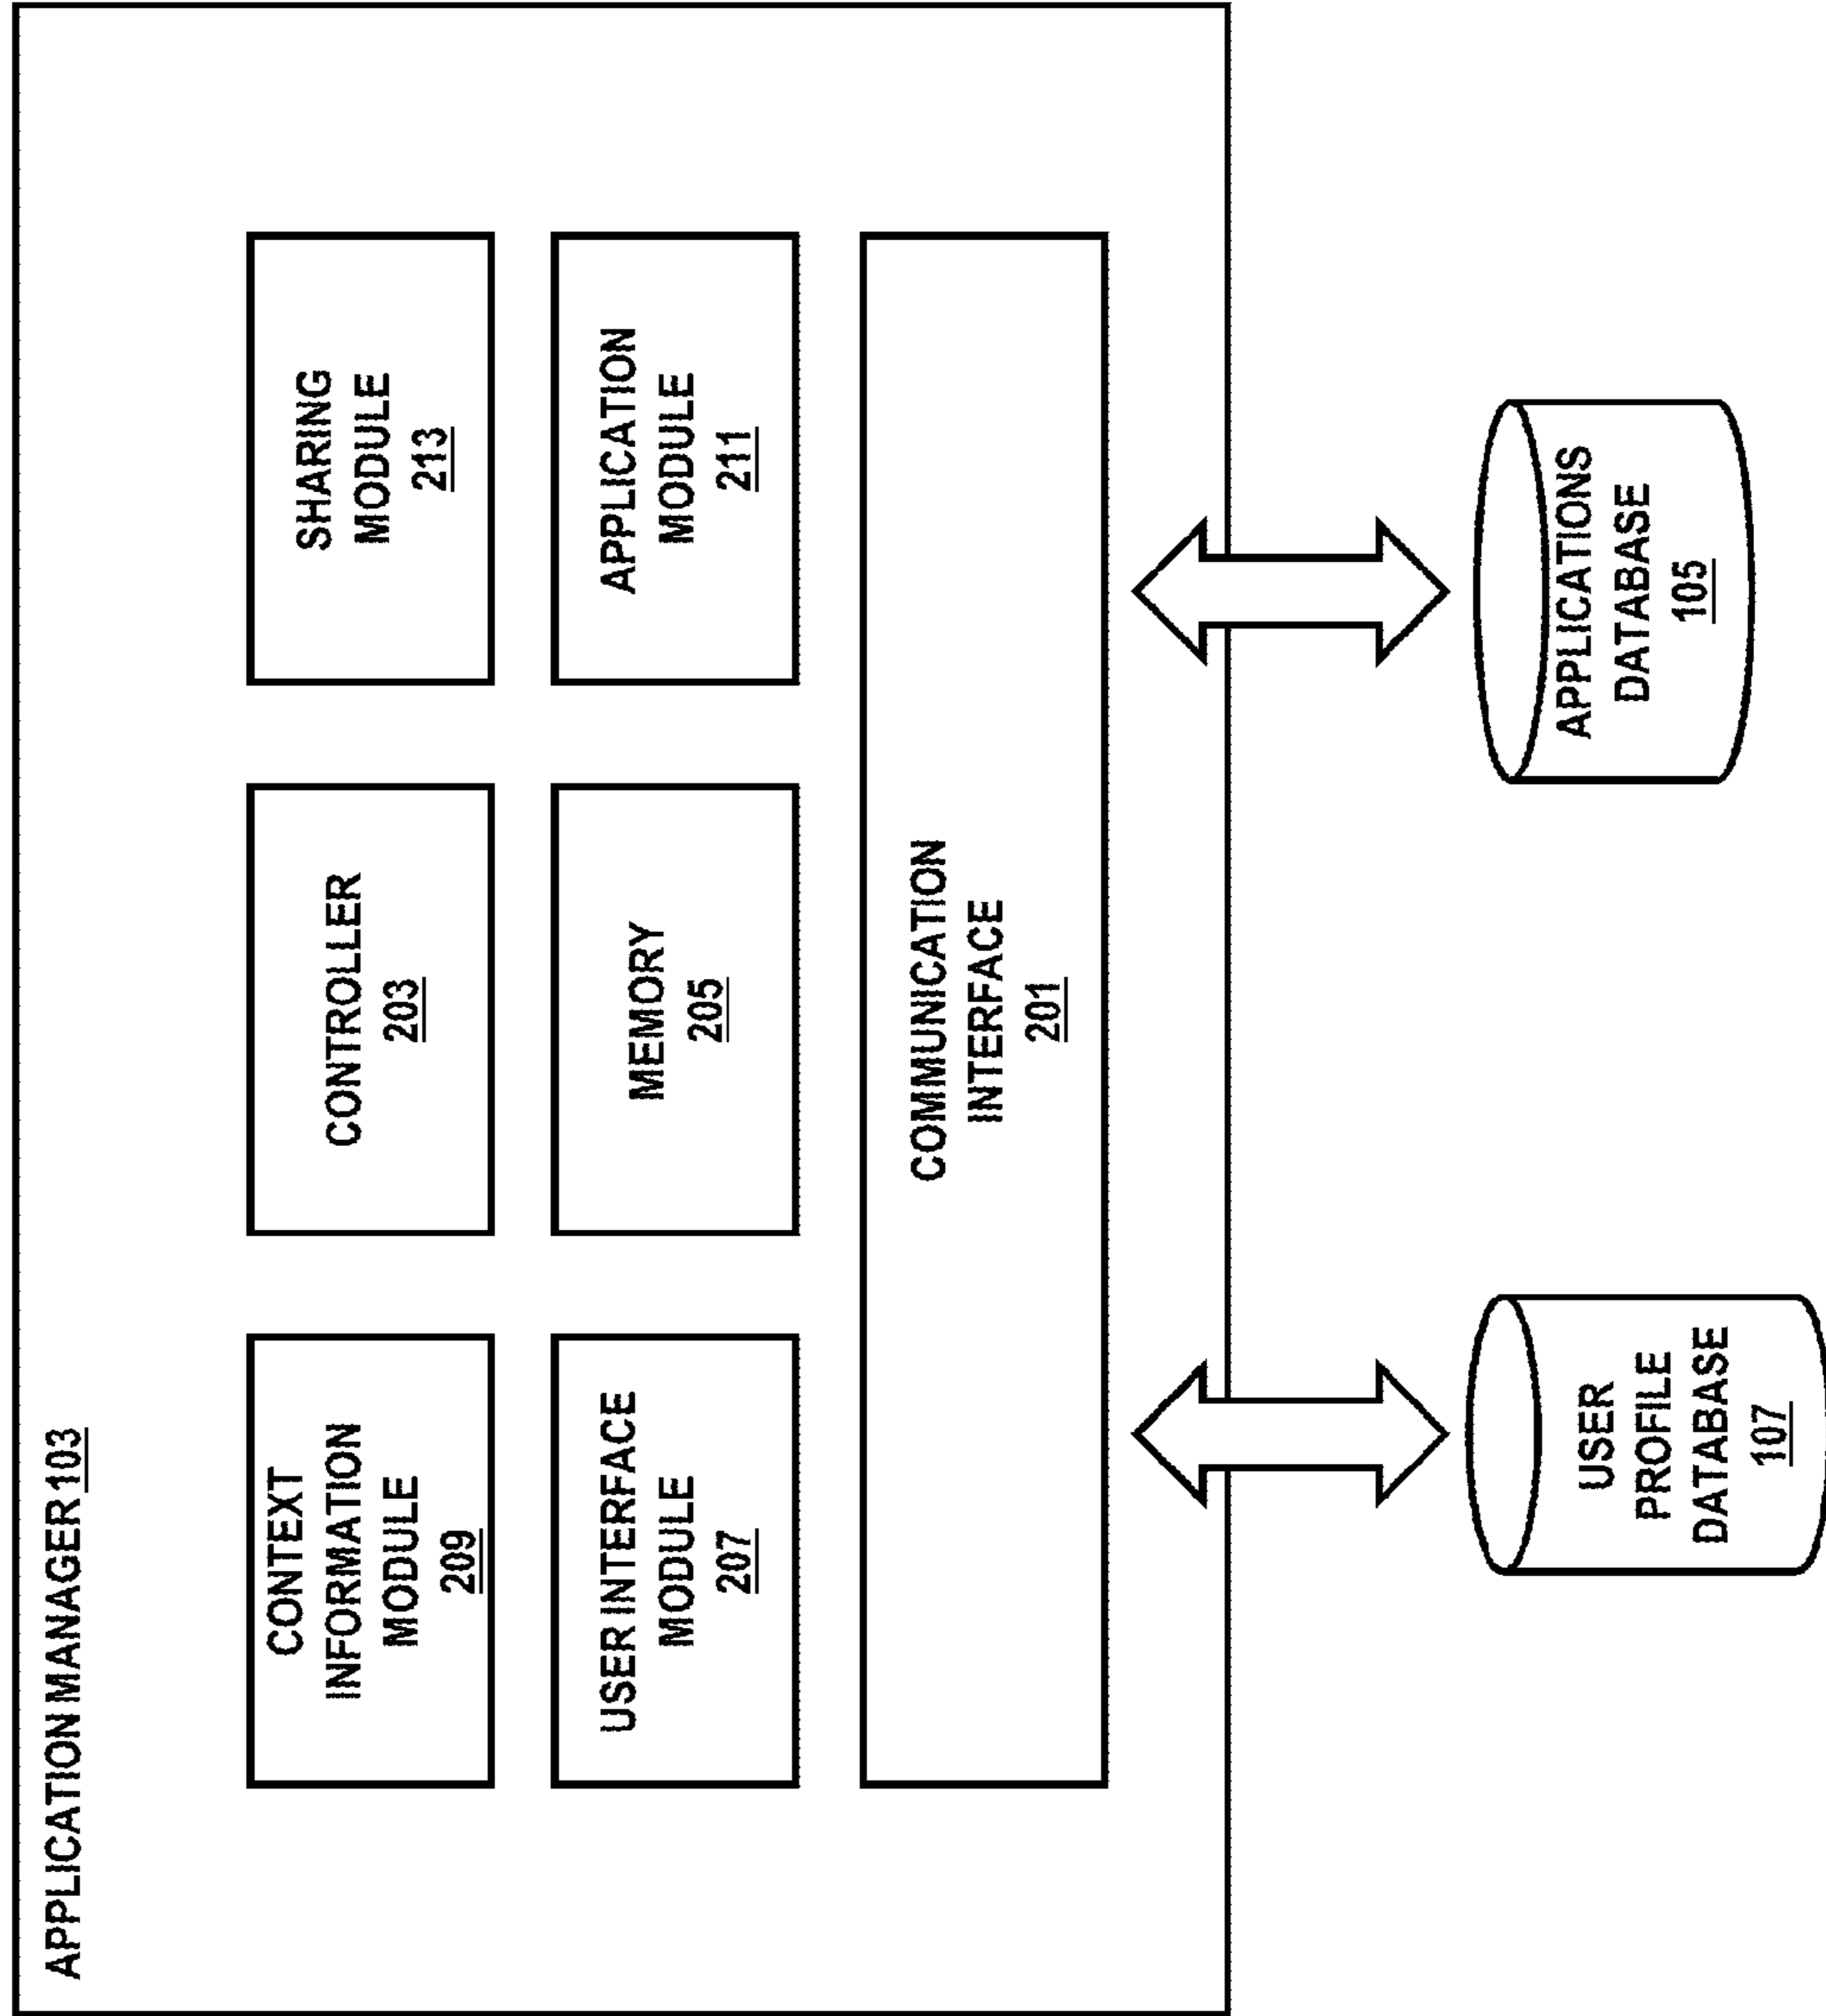 APPLICATION MANAGER 103
CONTEXT
INFORMATION
MODULE
209
CONTROLLER
203
SHARING
MODULE
213
USER INTERFACE
MODULE
207
MEMORY
205
APPLICATION
MODULE
211
COMMUNICATION
INTERFACE
201
USER
PROFILE
DATABASE
107
APPLICATIONS
DATABASE
105